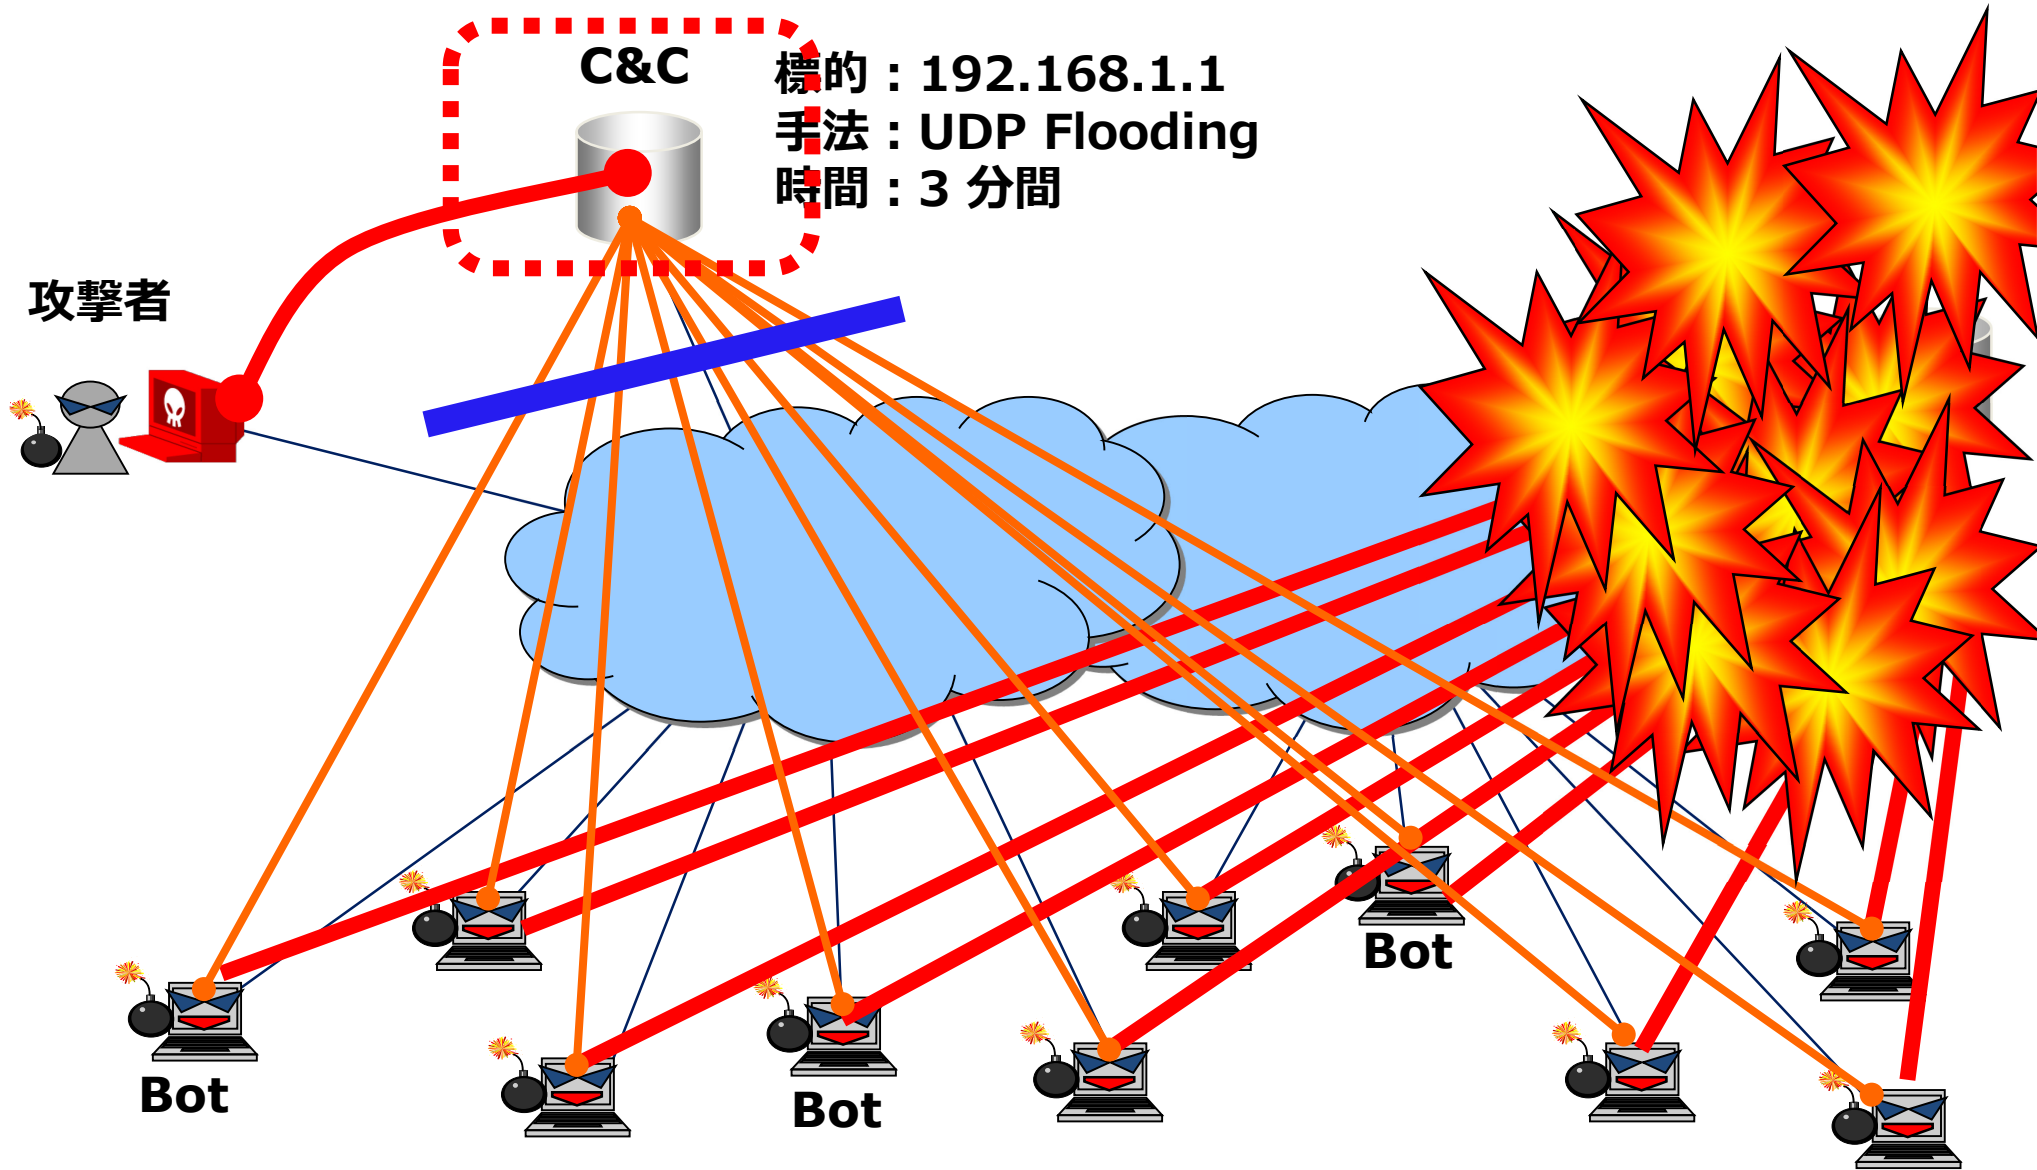 C&C
標的：192.168.1.1
手法：UDP Flooding
時間：3 分間
攻撃者
Bot
Bot
Bot